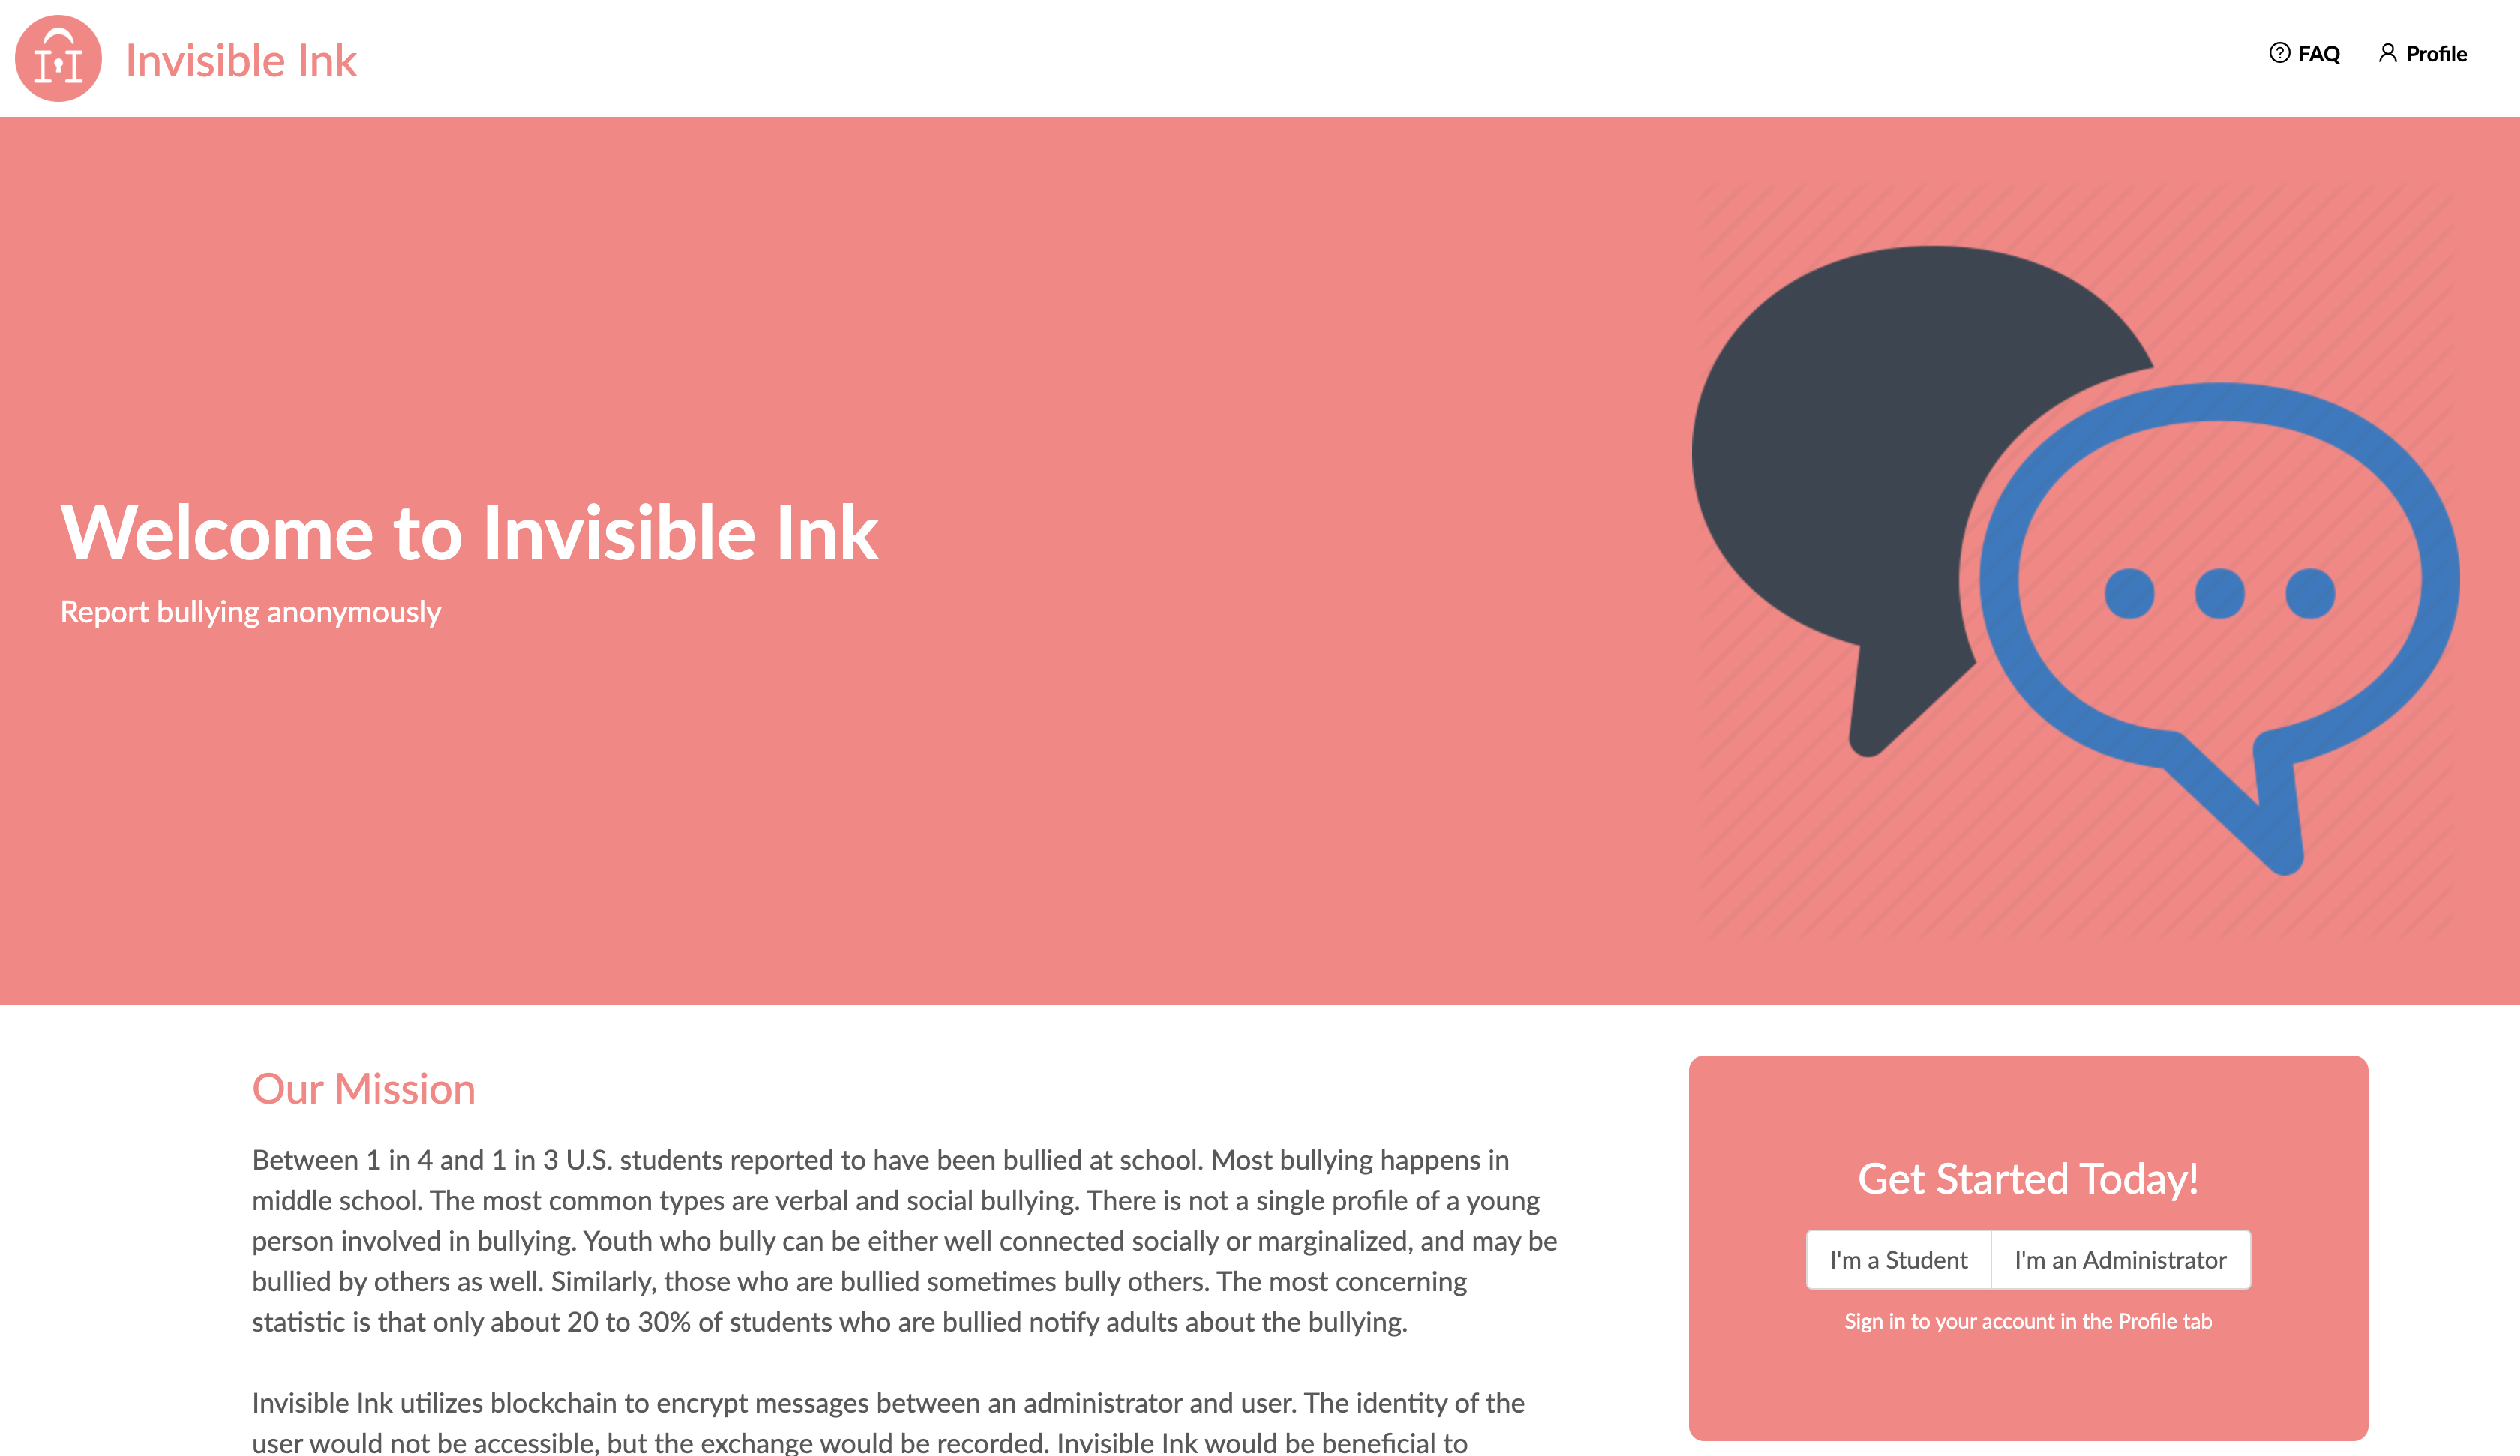 Invisible Ink
FAQ
Profile
Welcome to Invisible Ink
Report bullying anonymously
Our Mission
Between 1 in 4 and 1 in 3 U.S. students reported to have been bullied at school. Most bullying happens in
middle school. The most common types are verbal and social bullying. There is not a single profile of a young
person involved in bullying. Youth who bully can be either well connected socially or marginalized, and may be
bullied by others as well. Similarly, those who are bullied sometimes bully others. The most concerning
statistic is that only about 20 to 30% of students who are bullied notify adults about the bullying.
Invisible Ink utilizes blockchain to encrypt messages between an administrator and user. The identity of the
user would not be accessible, but the exchange would be recorded. Invisible Ink would be beneficial to
Get Started Today!
I'm a Student
I'm an Administrator
Sign in to your account in the Profile tab